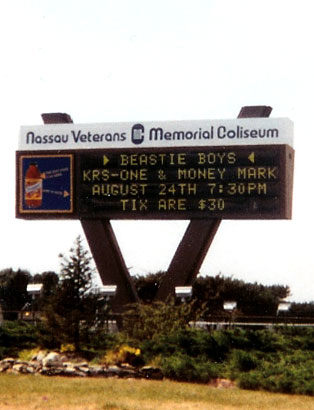 Nassau Veterans Memorial Coliseum
BEASTIE BOYS
KRS-ONE & MONEY MARK
AUGUST 24TH 7:30PM
TIX ARE $30